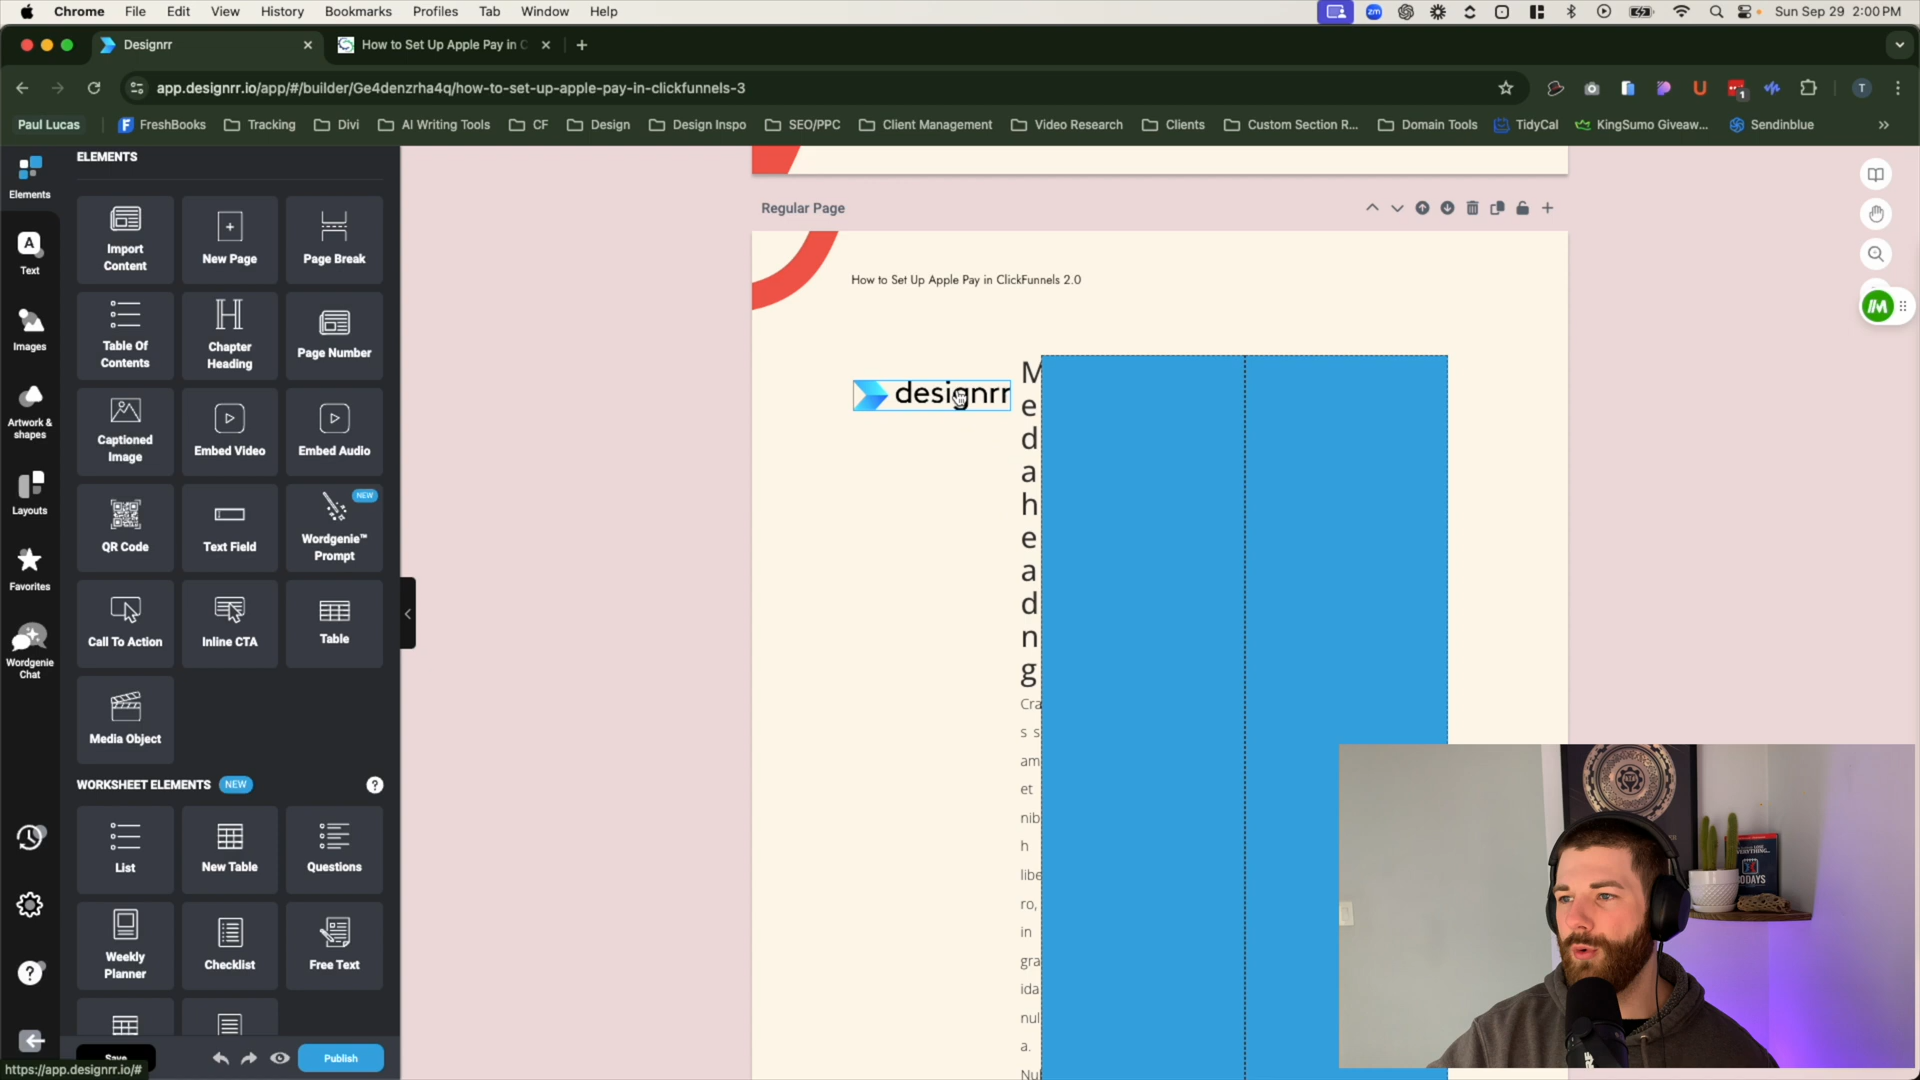 Chrome File Edit View History Bookmarks Profiles Tab Window Help
zm
Sun Sep 29 2:00 PM
Designrr
How to Set Up Apple Pay in C
app.designrr.io/app/#/builder/Ge4denzrha4q/how-to-set-up-apple-pay-in-clickfunnels-3
U
1
T
Paul Lucas
FreshBooks
Tracking
Divi
AI Writing Tools
CF
Design
Design Inspo
SEO/PPC
Client Management
Video Research
Clients
Custom Section R...
Domain Tools
TidyCal
KingSumo Giveaw...
Sendinblue
Elements
Text
Images
Artwork &
shapes
Layouts
Favorites
Wordgenie
Chat
ELEMENTS
Import
Content
New Page
Page Break
Table Of
Contents
Chapter
Heading
Page Number
Captioned
Image
Embed Video
Embed Audio
QR Code
Text Field
NEW
Wordgenie™
Prompt
Call To Action
Inline CTA
Table
Media Object
WORKSHEET ELEMENTS NEW ?
List
New Table
Questions
Weekly
Planner
Checklist
Free Text
Save
Publish
https://app.designrr.io/#
Regular Page
How to Set Up Apple Pay in ClickFunnels 2.0
designrr
M
e
d
a
h
e
a
d
n
g
Cra
s s
am
et
nib
h
libe
ro,
in
gra
ida
nul
a.
Nu